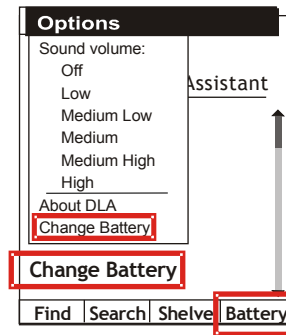 Options
Sound volume:
Off
Assistant
Low
Medium Low
Medium
Medium High
High
About DLA
Change Battery
Change Battery
Find Search Shelve Battery